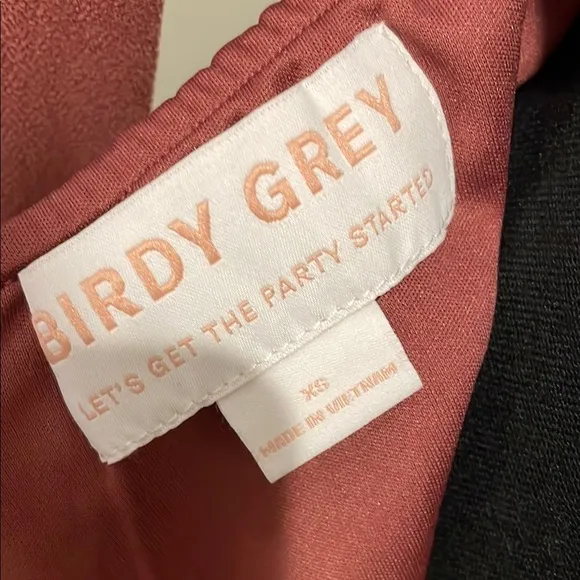 BIRDY GREY
LET'S GET THE PARTY STARTED
XS
MADE IN VIETNAM